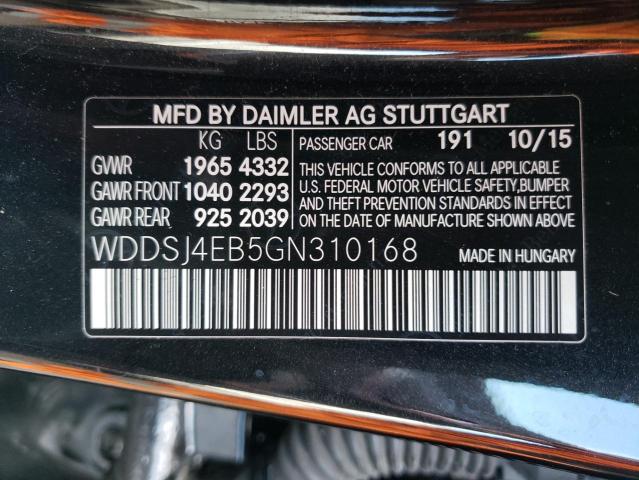 MFD BY DAIMLER AG STUTTGART
KG LBS PASSENGER CAR 191 10/15
GVWR 1965 4332 THIS VEHICLE CONFORMS TO ALL APPLICABLE
GAWR FRONT 1040 2293 U.S. FEDERAL MOTOR VEHICLE SAFETY,BUMPER
AND THEFT PREVENTION STANDARDS IN EFFECT
GAWR REAR 925 2039 ON THE DATE OF MANUFACTURE SHOWN ABOVE
WDDSJ4EB5GN310168 MADE IN HUNGARY